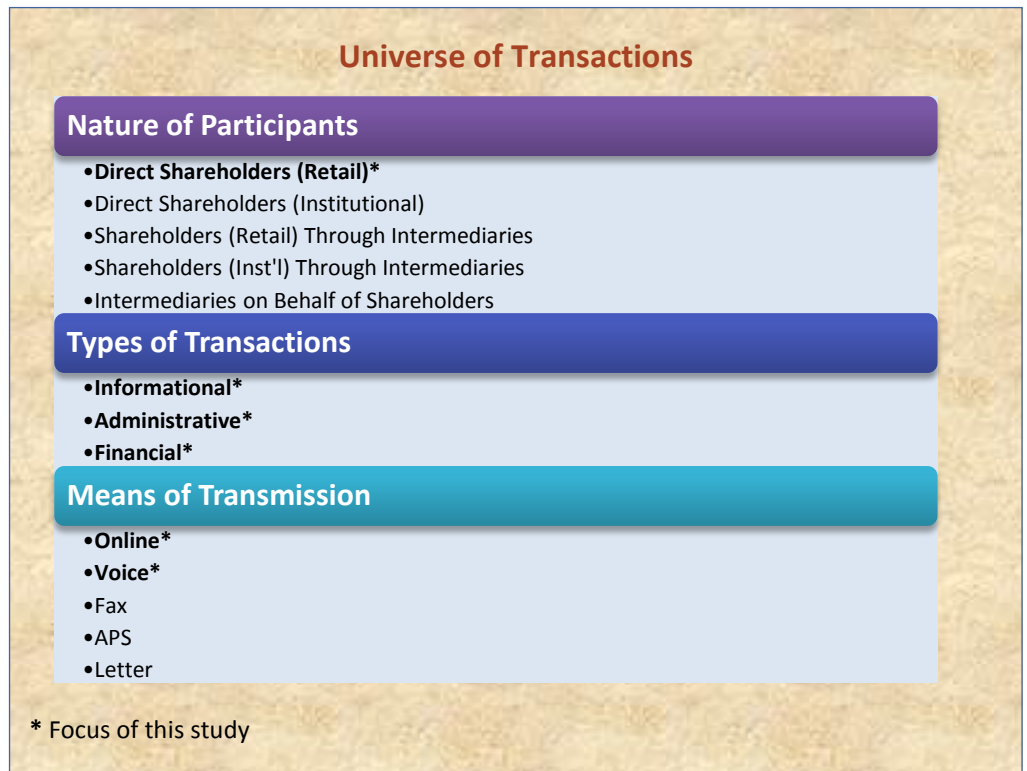 Universe of Transactions
Nature of Participants
•Direct Shareholders (Retail)*
•Direct Shareholders (Institutional)
•Shareholders (Retail) Through Intermediaries
•Shareholders (Inst'l) Through Intermediaries
•Intermediaries on Behalf of Shareholders
Types of Transactions
•Informational*
•Administrative*
•Financial*
Means of Transmission
•Online*
•Voice*
•Fax
•APS
•Letter
* Focus of this study